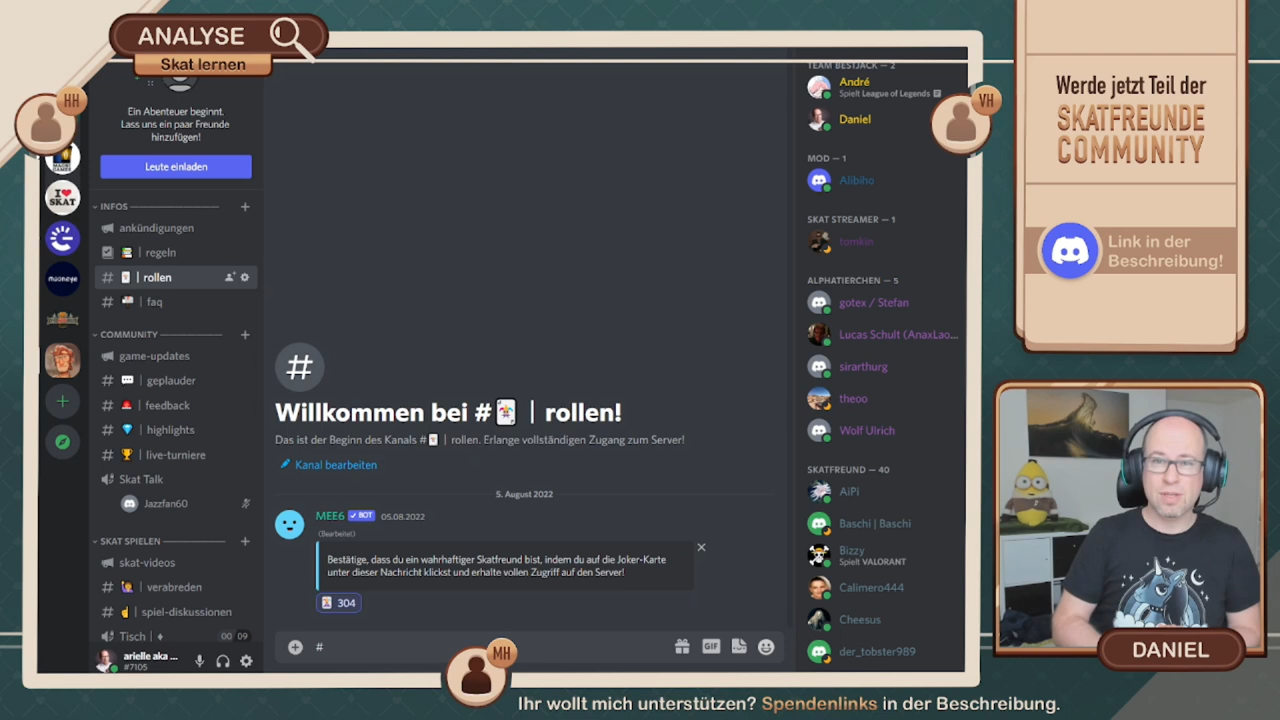 ANALYSE
Skat lernen
HH
VH
MH
Ein Abenteuer beginnt.
Lass uns ein paar Freunde
hinzufügen!
Leute einladen
I ♥
SKAT
mooneye
INFOS
ankündigungen
| regeln
# | rollen
# | faq
COMMUNITY
game-updates
# | geplauder
# | feedback
# | highlights
# | live-turniere
Skat Talk
Jazzfan60
SKAT SPIELEN
skat-videos
# | verabreden
# | spiel-diskussionen
Tisch | ♦ 00 09
arielle aka ...
#7105
#
Willkommen bei # | rollen!
Das ist der Beginn des Kanals # | rollen. Erlange vollständigen Zugang zum Server!
Kanal bearbeiten
5. August 2022
MEE6 ✓ BOT 05.08.2022
(Bearbeitet)
Bestätige, dass du ein wahrhaftiger Skatfreund bist, indem du auf die Joker-Karte
unter dieser Nachricht klickst und erhalte vollen Zugriff auf den Server!
304
#
GIF
TEAM BESTJACK — 2
André
Spielt League of Legends
Daniel
MOD — 1
Alibiho
SKAT STREAMER — 1
tomkin
ALPHATIERCHEN — 5
gotex / Stefan
Lucas Schult (AnaxLao...
sirarthurg
theoo
Wolf Ulrich
SKATFREUND — 40
AiPi
Baschi | Baschi
Bizzy
Spielt VALORANT
Calimero444
Cheesus
der_tobster989
Werde jetzt Teil der
SKATFREUNDE
COMMUNITY
Link in der
Beschreibung!
DANIEL
Ihr wollt mich unterstützen? Spendenlinks in der Beschreibung.